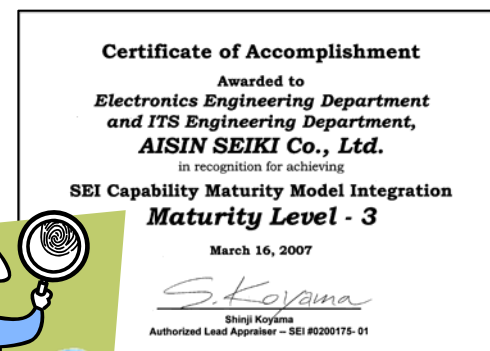 Certificate of Accomplishment
Awarded to
Electronics Engineering Department
and ITS Engineering Department,
AISIN SEIKI Co., Ltd.
in recognition for achieving
SEI Capability Maturity Model Integration
Maturity Level - 3
March 16, 2007
S. Koyama
Shinji Koyama
Authorized Lead Appraiser – SEI #0200175- 01